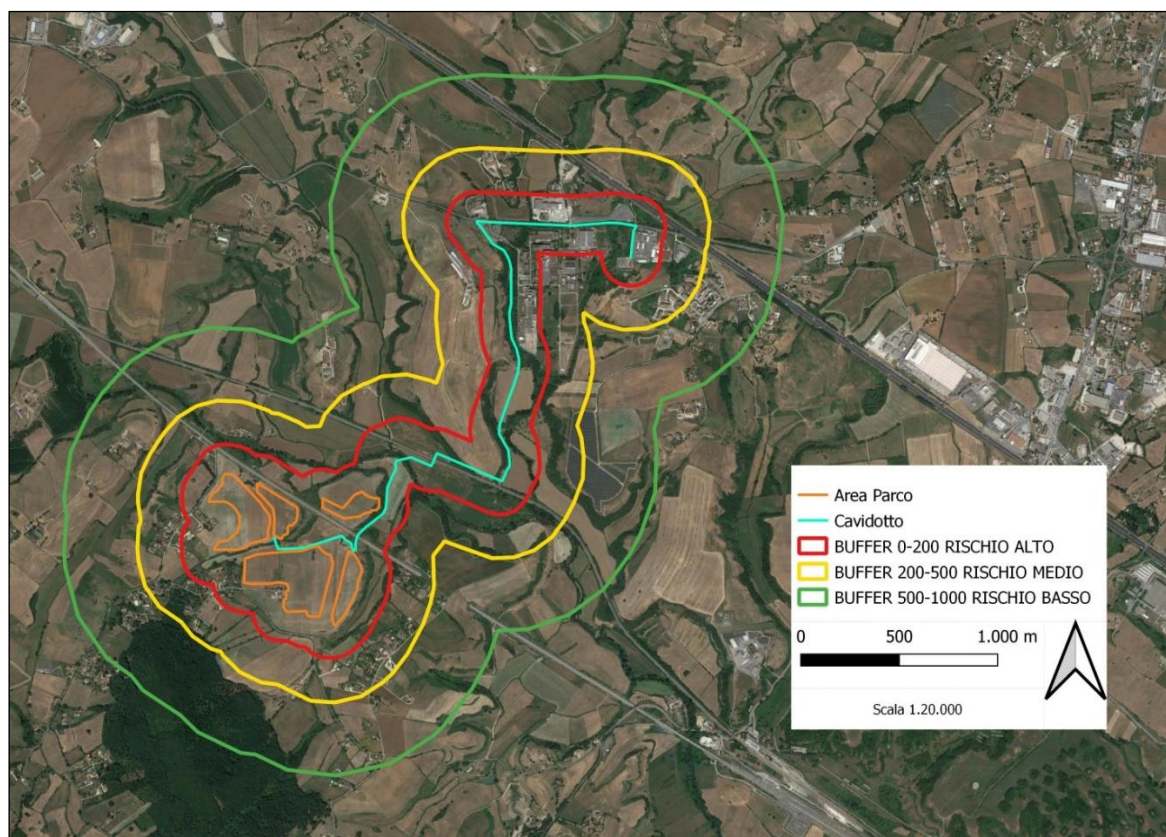 Area Parco
Cavidotto
BUFFER 0-200 RISCHIO ALTO
BUFFER 200-500 RISCHIO MEDIO
BUFFER 500-1000 RISCHIO BASSO
0 500 1.000 m
Scala 1.20.000